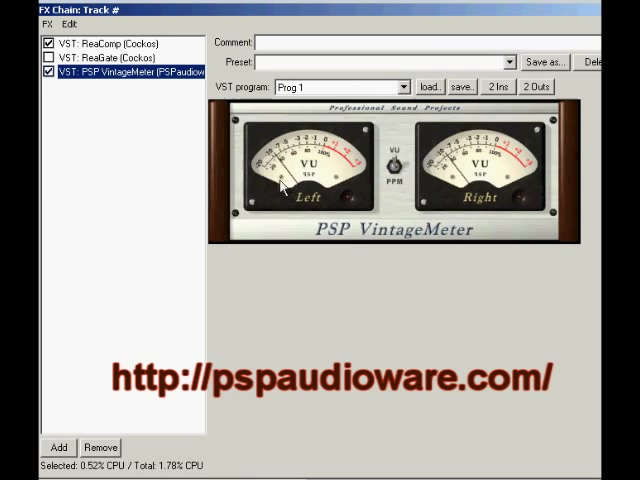 FX Chain: Track #
FX Edit
VST: ReaComp (Cockos)
VST: ReaGate (Cockos)
VST: PSP VintageMeter (PSPaudiow
Comment:
Preset: Save as... Dele
VST program: Prog 1 load.. save.. 2 Ins 2 Outs
Professional Sound Projects
VU PSP Left
VU
PPM
VU PSP Right
PSP VintageMeter
http://pspaudioware.com/
Add Remove
Selected: 0.52% CPU / Total: 1.78% CPU